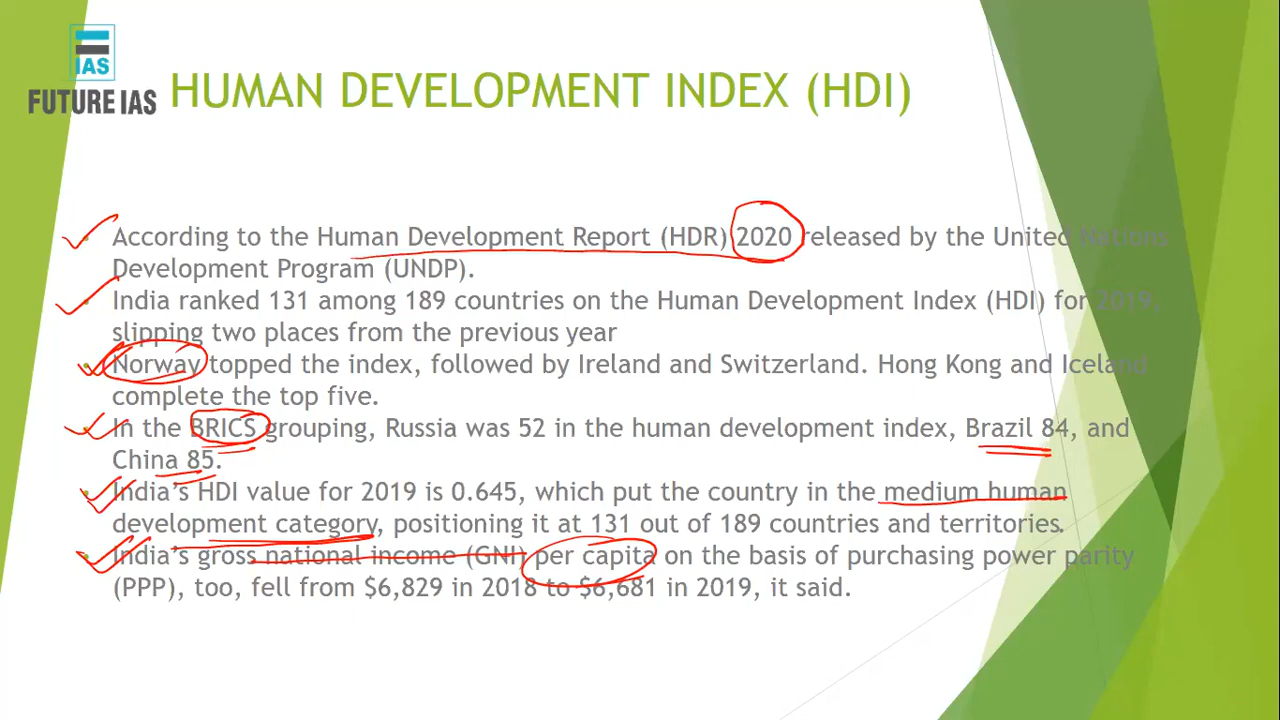 IAS
FUTURE IAS
HUMAN DEVELOPMENT INDEX (HDI)
According to the Human Development Report (HDR) 2020 released by the United Nations
Development Program (UNDP).
India ranked 131 among 189 countries on the Human Development Index (HDI) for 2019,
slipping two places from the previous year
Norway topped the index, followed by Ireland and Switzerland. Hong Kong and Iceland
complete the top five.
In the BRICS grouping, Russia was 52 in the human development index, Brazil 84, and
China 85.
India's HDI value for 2019 is 0.645, which put the country in the medium human
development category, positioning it at 131 out of 189 countries and territories.
India's gross national income (GNI) per capita on the basis of purchasing power parity
(PPP), too, fell from $6,829 in 2018 to $6,681 in 2019, it said.